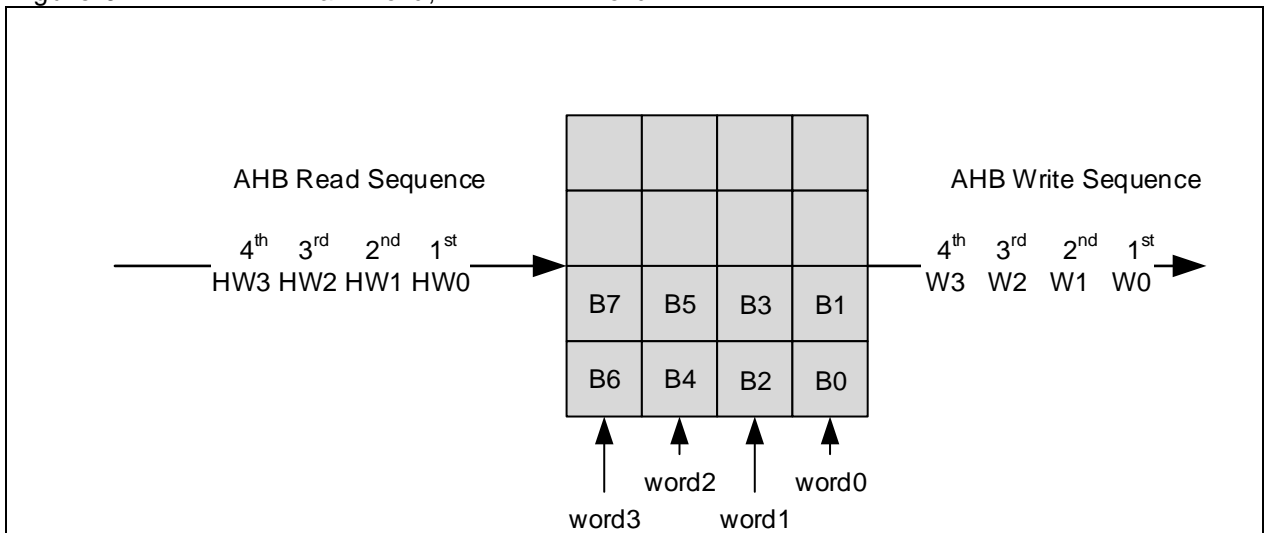 AHB Read Sequence
4th 3rd 2nd 1st
HW3 HW2 HW1 HW0
B7 B5 B3 B1
B6 B4 B2 B0
AHB Write Sequence
4th 3rd 2nd 1st
W3 W2 W1 W0
word2 word0
word3 word1